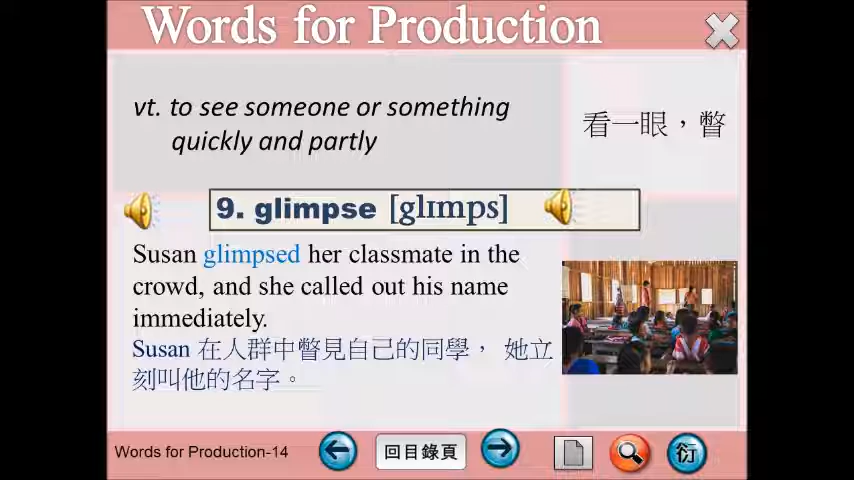 Words for Production
vt. to see someone or something
quickly and partly
看一眼，瞥
9. glimpse [glɪmps]
Susan glimpsed her classmate in the
crowd, and she called out his name
immediately.
Susan 在人群中瞥見自己的同學， 她立
刻叫他的名字。
Words for Production-14
回目錄頁
衍